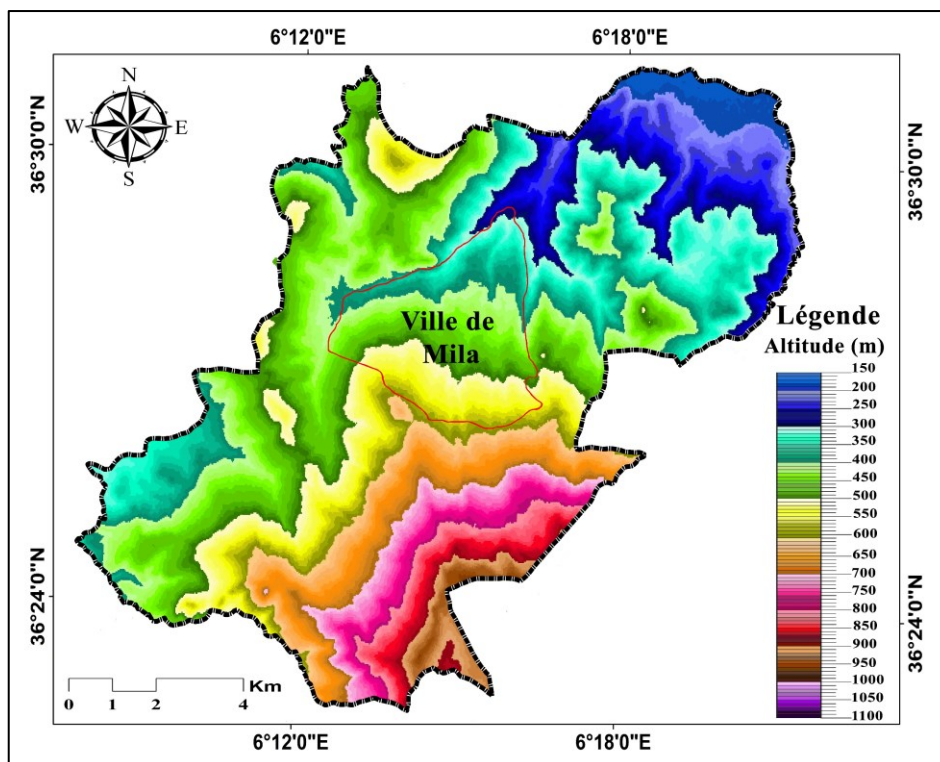 6°12'0"E
6°18'0"E
N
W
E
S
36°30'0"N
36°30'0"N
Ville de
Mila
Légende
Altitude (m)
150
200
250
300
350
400
450
500
550
600
650
700
750
800
850
900
950
1000
1050
1100
36°24'0"N
36°24'0"N
Km
0 1 2 4
6°12'0"E
6°18'0"E